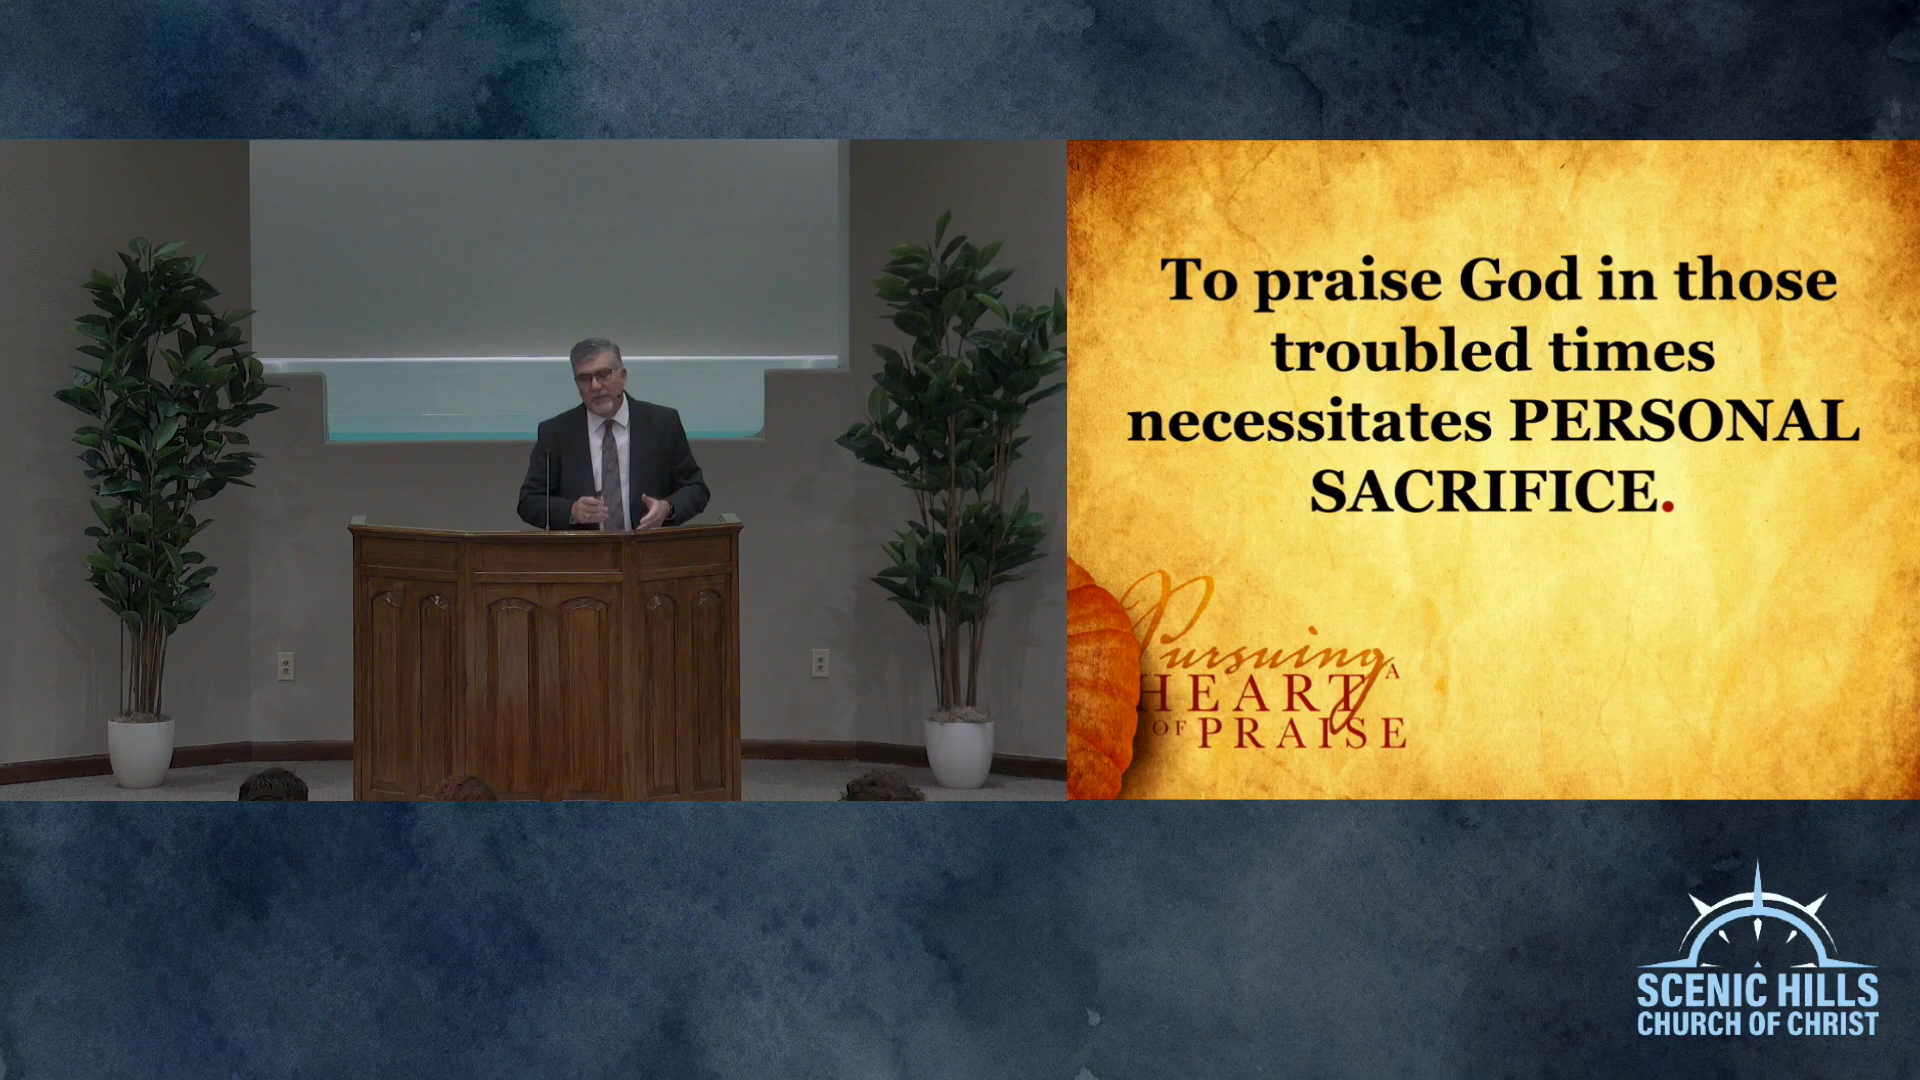 To praise God in those
troubled times
necessitates PERSONAL
SACRIFICE.
Pursuing A
HEART
OF PRAISE
SCENIC HILLS
CHURCH OF CHRIST